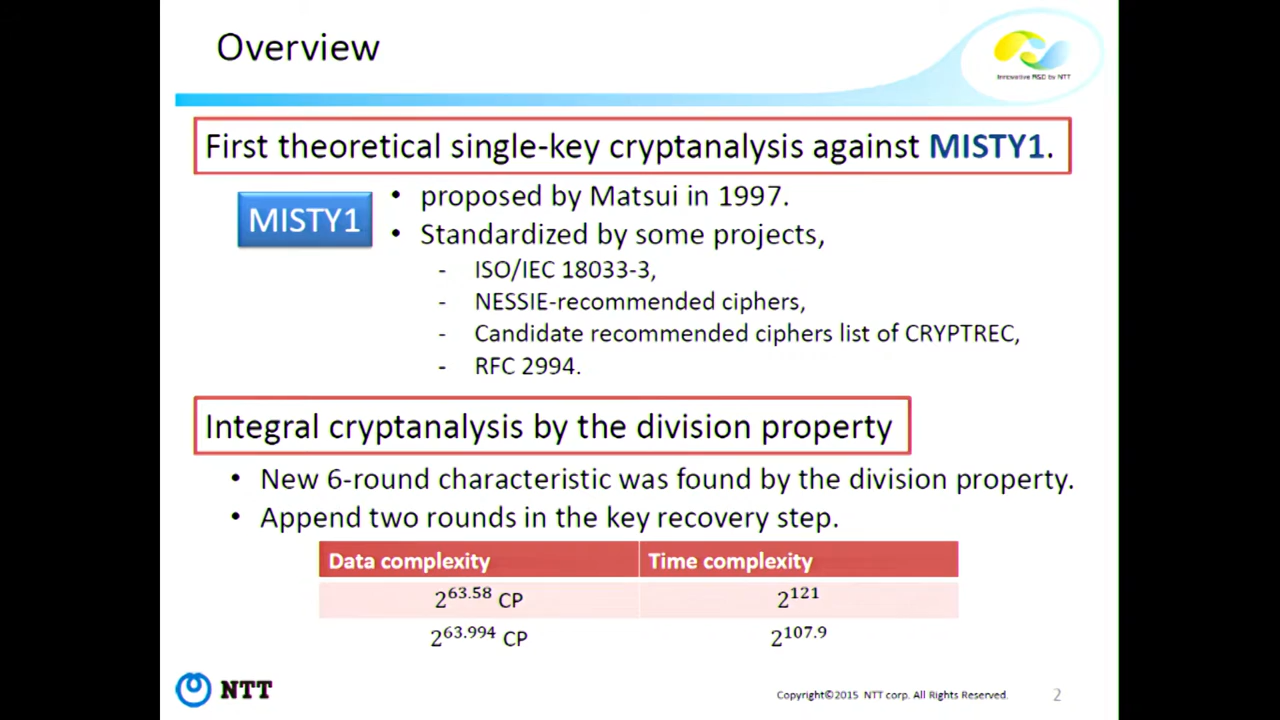 Overview
Innovative R&D by NTT
First theoretical single-key cryptanalysis against MISTY1.
MISTY1
• proposed by Matsui in 1997.
• Standardized by some projects,
- ISO/IEC 18033-3,
- NESSIE-recommended ciphers,
- Candidate recommended ciphers list of CRYPTREC,
- RFC 2994.
Integral cryptanalysis by the division property
• New 6-round characteristic was found by the division property.
• Append two rounds in the key recovery step.
Data complexity Time complexity
2^63.58 CP 2^121
2^63.994 CP 2^107.9
NTT
Copyright©2015 NTT corp. All Rights Reserved.
2